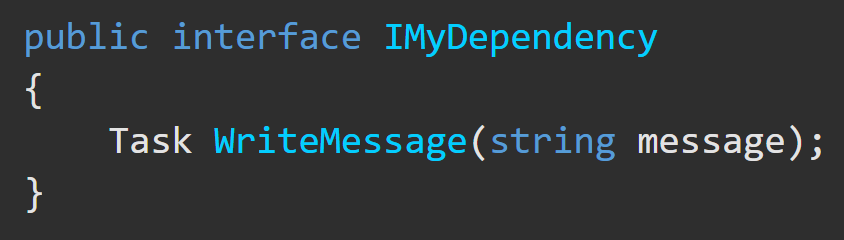 public interface IMyDependency
{
    Task WriteMessage(string message);
}